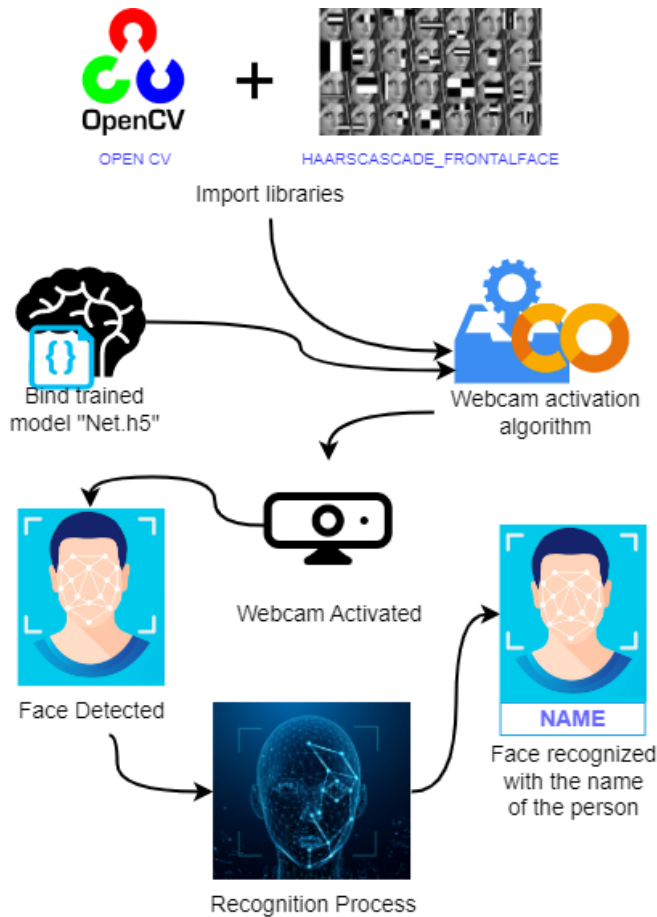 OpenCV
OPEN CV
HAARSCASCADE_FRONTALFACE
Import libraries
{}
Bind trained
model "Net.h5"
Webcam activation
algorithm
Webcam Activated
Face Detected
NAME
Face recognized
with the name
of the person
Recognition Process